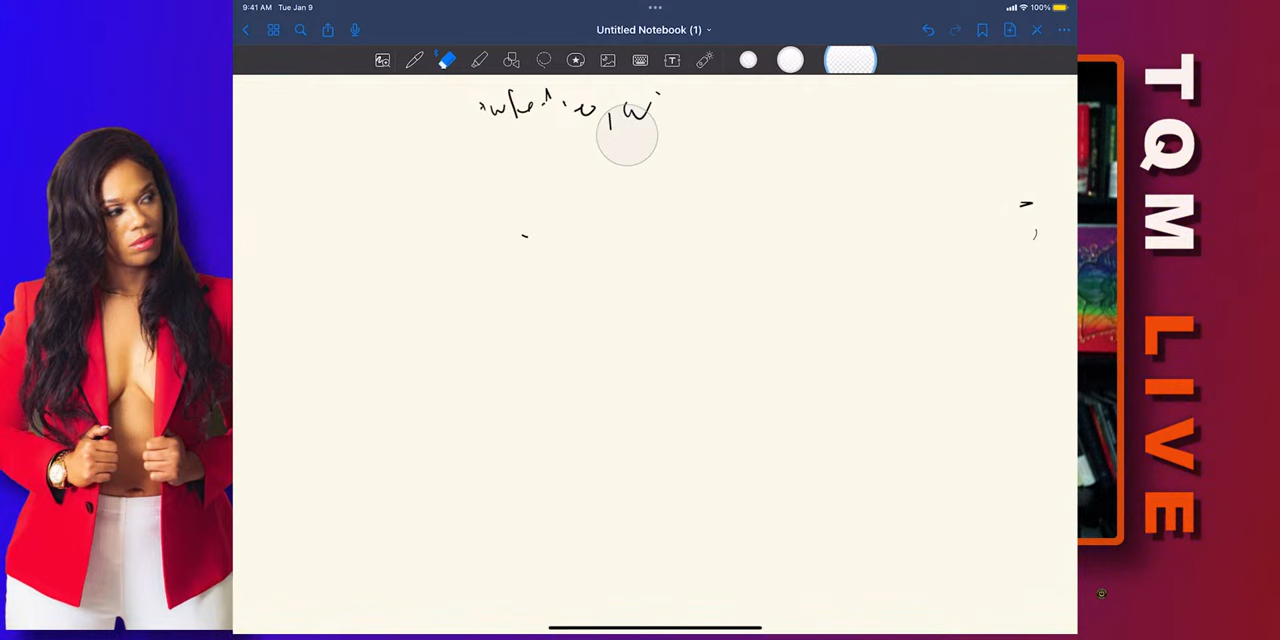 9:41 AM Tue Jan 9
100%
Untitled Notebook (1)
T
TQM LIVE